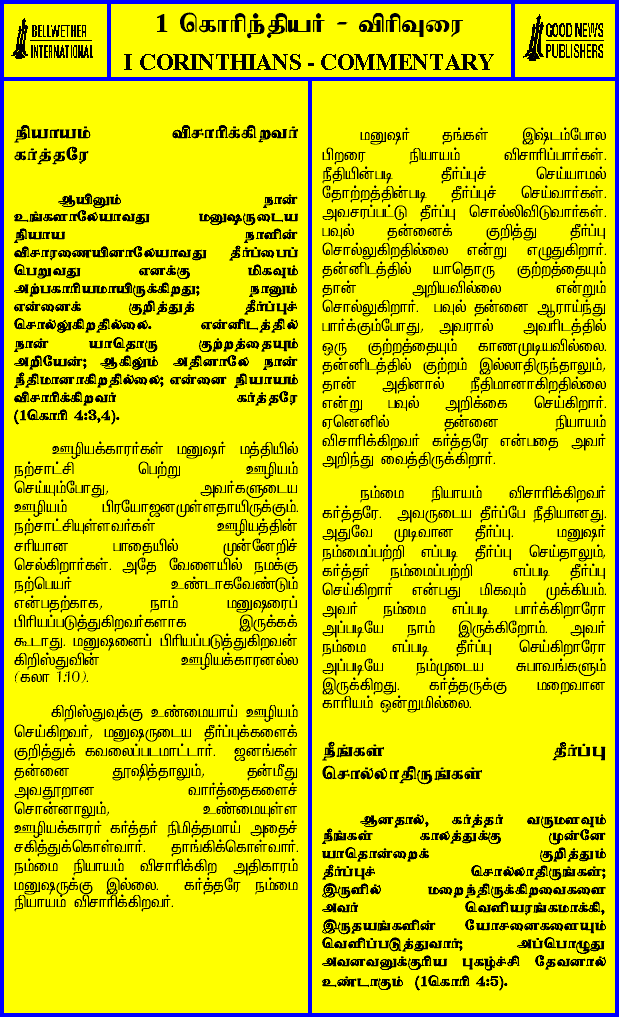 BELLWETHER
INTERNATIONAL
1 கொரிந்தியர் - விரிவுரை
I CORINTHIANS - COMMENTARY
GOOD NEWS
PUBLISHERS
நியாயம் விசாரிக்கிறவர்
கர்த்தரே
ஆயினும் நான்
உங்களாலேயாவது மனுஷருடைய
நியாய நாளின்
விசாரணையினாலேயாவது தீர்ப்பைப்
பெறுவது எனக்கு மிகவும்
அற்பகாரியமாயிருக்கிறது; நானும்
என்னைக் குறித்துத் தீர்ப்புச்
சொல்லுகிறதில்லை. என்னிடத்தில்
நான் யாதொரு குற்றத்தையும்
அறியேன்; ஆகிலும் அதினாலே நான்
நீதிமானாகிறதில்லை; என்னை நியாயம்
விசாரிக்கிறவர் கர்த்தரே
(1கொரி 4:3,4).
ஊழியக்காரர்கள் மனுஷர் மத்தியில்
நற்சாட்சி பெற்று ஊழியம்
செய்யும்போது, அவர்களுடைய
ஊழியம் பிரயோஜனமுள்ளதாயிருக்கும்.
நற்சாட்சியுள்ளவர்கள் ஊழியத்தின்
சரியான பாதையில் முன்னேறிச்
செல்கிறார்கள். அதே வேளையில் நமக்கு
நற்பெயர் உண்டாகவேண்டும்
என்பதற்காக, நாம் மனுஷரைப்
பிரியப்படுத்துகிறவர்களாக இருக்கக்
கூடாது. மனுஷனைப் பிரியப்படுத்துகிறவன்
கிறிஸ்துவின் ஊழியக்காரனல்ல
(கலா 1:10).
கிறிஸ்துவுக்கு உண்மையாய் ஊழியம்
செய்கிறவர், மனுஷருடைய தீர்ப்புக்களைக்
குறித்துக் கவலைப்படமாட்டார். ஜனங்கள்
தன்னை தூஷித்தாலும், தன்மீது
அவதூறான வார்த்தைகளைச்
சொன்னாலும், உண்மையுள்ள
ஊழியக்காரர் கர்த்தர் நிமித்தமாய் அதைச்
சகித்துக்கொள்வார். தாங்கிக்கொள்வார்.
நம்மை நியாயம் விசாரிக்கிற அதிகாரம்
மனுஷருக்கு இல்லை. கர்த்தரே நம்மை
நியாயம் விசாரிக்கிறவர்.
மனுஷர் தங்கள் இஷ்டம்போல
பிறரை நியாயம் விசாரிப்பார்கள்.
நீதியின்படி தீர்ப்புச் செய்யாமல்
தோற்றத்தின்படி தீர்ப்புச் செய்வார்கள்.
அவசரப்பட்டு தீர்ப்பு சொல்லிவிடுவார்கள்.
பவுல் தன்னைக் குறித்து தீர்ப்பு
சொல்லுகிறதில்லை என்று எழுதுகிறார்.
தன்னிடத்தில் யாதொரு குற்றத்தையும்
தான் அறியவில்லை என்றும்
சொல்லுகிறார். பவுல் தன்னை ஆராய்ந்து
பார்க்கும்போது, அவரால் அவரிடத்தில்
ஒரு குற்றத்தையும் காணமுடியவில்லை.
தன்னிடத்தில் குற்றம் இல்லாதிருந்தாலும்,
தான் அதினால் நீதிமானாகிறதில்லை
என்று பவுல் அறிக்கை செய்கிறார்.
ஏனெனில் தன்னை நியாயம்
விசாரிக்கிறவர் கர்த்தரே என்பதை அவர்
அறிந்து வைத்திருக்கிறார்.
நம்மை நியாயம் விசாரிக்கிறவர்
கர்த்தரே. அவருடைய தீர்ப்பே நீதியானது.
அதுவே முடிவான தீர்ப்பு. மனுஷர்
நம்மைப்பற்றி எப்படி தீர்ப்பு செய்தாலும்,
கர்த்தர் நம்மைப்பற்றி எப்படி தீர்ப்பு
செய்கிறார் என்பது மிகவும் முக்கியம்.
அவர் நம்மை எப்படி பார்க்கிறாரோ
அப்படியே நாம் இருக்கிறோம். அவர்
நம்மை எப்படி தீர்ப்பு செய்கிறாரோ
அப்படியே நம்முடைய சுபாவங்களும்
இருக்கிறது. கர்த்தருக்கு மறைவான
காரியம் ஒன்றுமில்லை.
நீங்கள் தீர்ப்பு
சொல்லாதிருங்கள்
ஆனதால், கர்த்தர் வருமளவும்
நீங்கள் காலத்துக்கு முன்னே
யாதொன்றைக் குறித்தும்
தீர்ப்புச் சொல்லாதிருங்கள்;
இருளில் மறைந்திருக்கிறவைகளை
அவர் வெளியரங்கமாக்கி,
இருதயங்களின் யோசனைகளையும்
வெளிப்படுத்துவார்; அப்பொழுது
அவனவனுக்குரிய புகழ்ச்சி தேவனால்
உண்டாகும் (1கொரி 4:5).